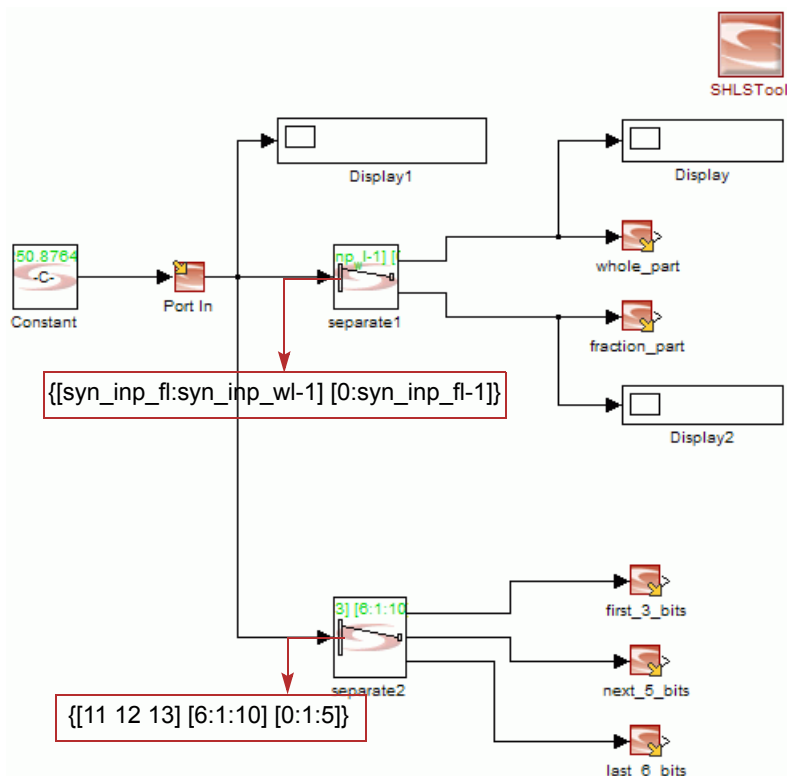 SHLSTool
Display1
Display
250.8764
-C-
Constant
Port In
np_l-1] [
separate1
whole_part
fraction_part
{[syn_inp_fl:syn_inp_wl-1] [0:syn_inp_fl-1]}
Display2
3] [6:1:10
separate2
first_3_bits
next_5_bits
{[11 12 13] [6:1:10] [0:1:5]}
last_6_bits